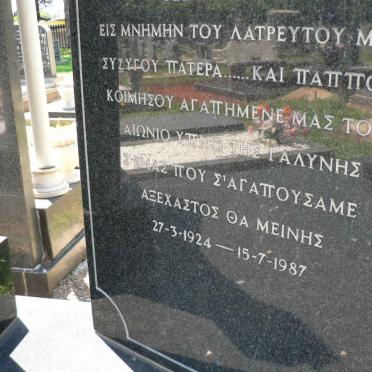 ΕΙΣ ΜΝΗΜΗΝ ΤΟΥ ΛΑΤΡΕΥΤΟΥ Μ
ΣΥΖΥΓΟΥ ΠΑΤΕΡΑ......ΚΑΙ ΠΑΠΠΟ
ΚΟΙΜΗΣΟΥ ΑΓΑΠΗΜΕΝΕ ΜΑΣ ΤΟ
ΑΙΩΝΙΟ ΥΠΝΟ ΤΗΣ ΓΑΛΥΝΗΣ
Σ'ΕΜΑΣ ΠΟΥ Σ'ΑΓΑΠΟΥΣΑΜΕ
ΑΞΕΧΑΣΤΟΣ ΘΑ ΜΕΙΝΗΣ
27-3-1924 — 15-7-1987